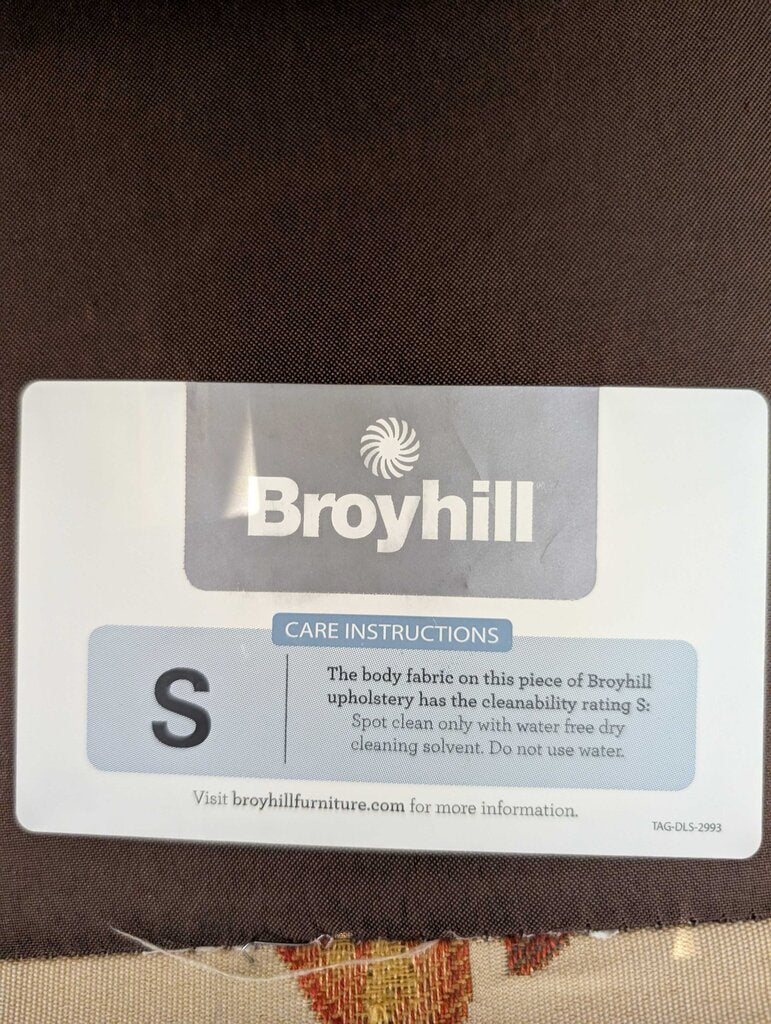 Broyhill
CARE INSTRUCTIONS
S
The body fabric on this piece of Broyhill
upholstery has the cleanability rating S:
Spot clean only with water free dry
cleaning solvent. Do not use water.
Visit broyhillfurniture.com for more information.
TAG-DLS-2993